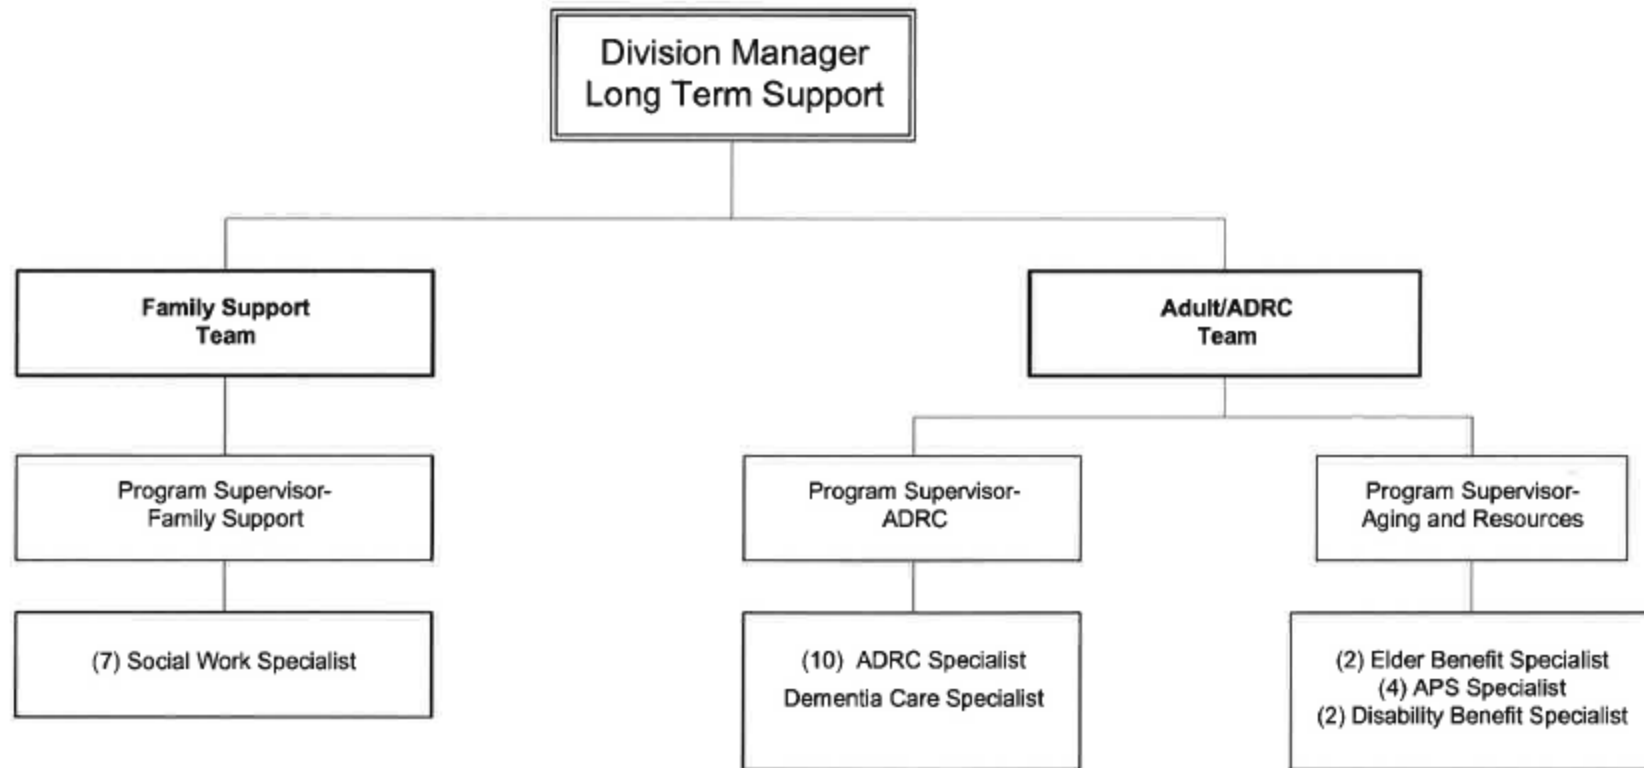 Division Manager
Long Term Support
Family Support
Team
Adult/ADRC
Team
Program Supervisor-
Family Support
Program Supervisor-
ADRC
Program Supervisor-
Aging and Resources
(7) Social Work Specialist
(10) ADRC Specialist
Dementia Care Specialist
(2) Elder Benefit Specialist
(4) APS Specialist
(2) Disability Benefit Specialist